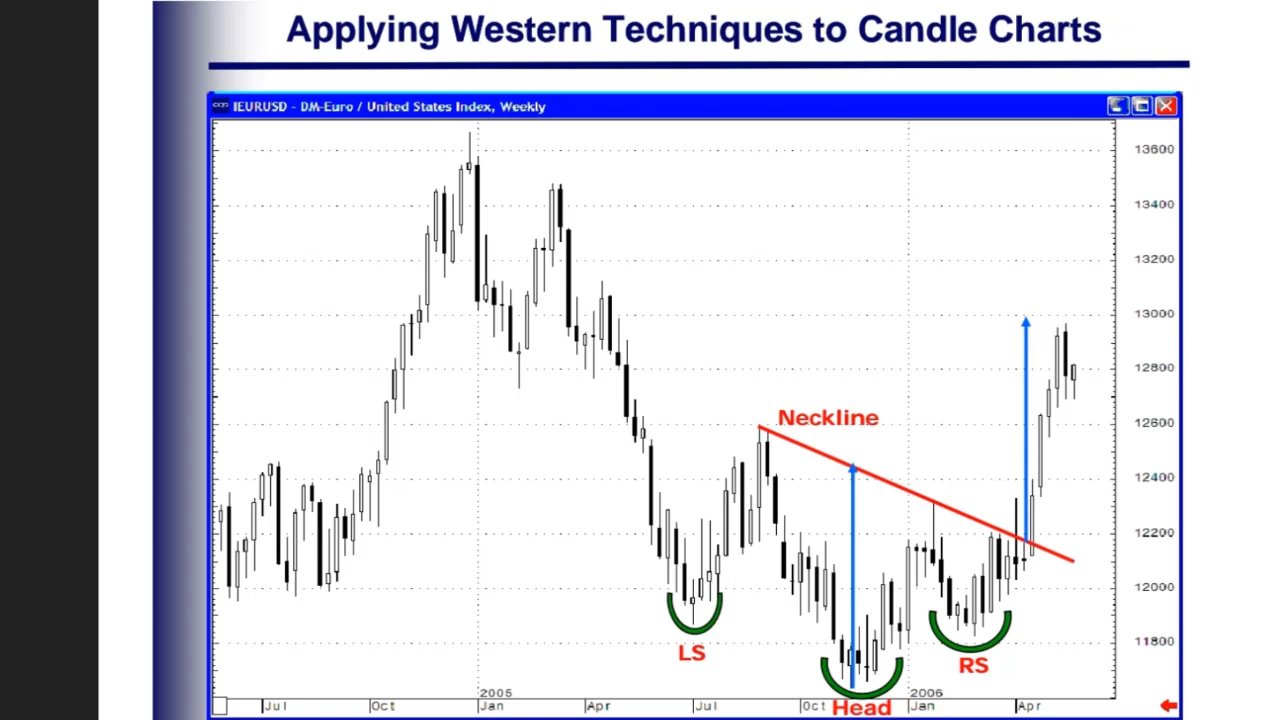 Applying Western Techniques to Candle Charts
IEURUSD - DM-Euro / United States Index, Weekly
13600
13400
13200
13000
12800
Neckline
12600
12400
12200
12000
11800
LS
RS
2005
2006
Jul
Oct
Jan
Apr
Jul
Oct
Head
Jan
Apr